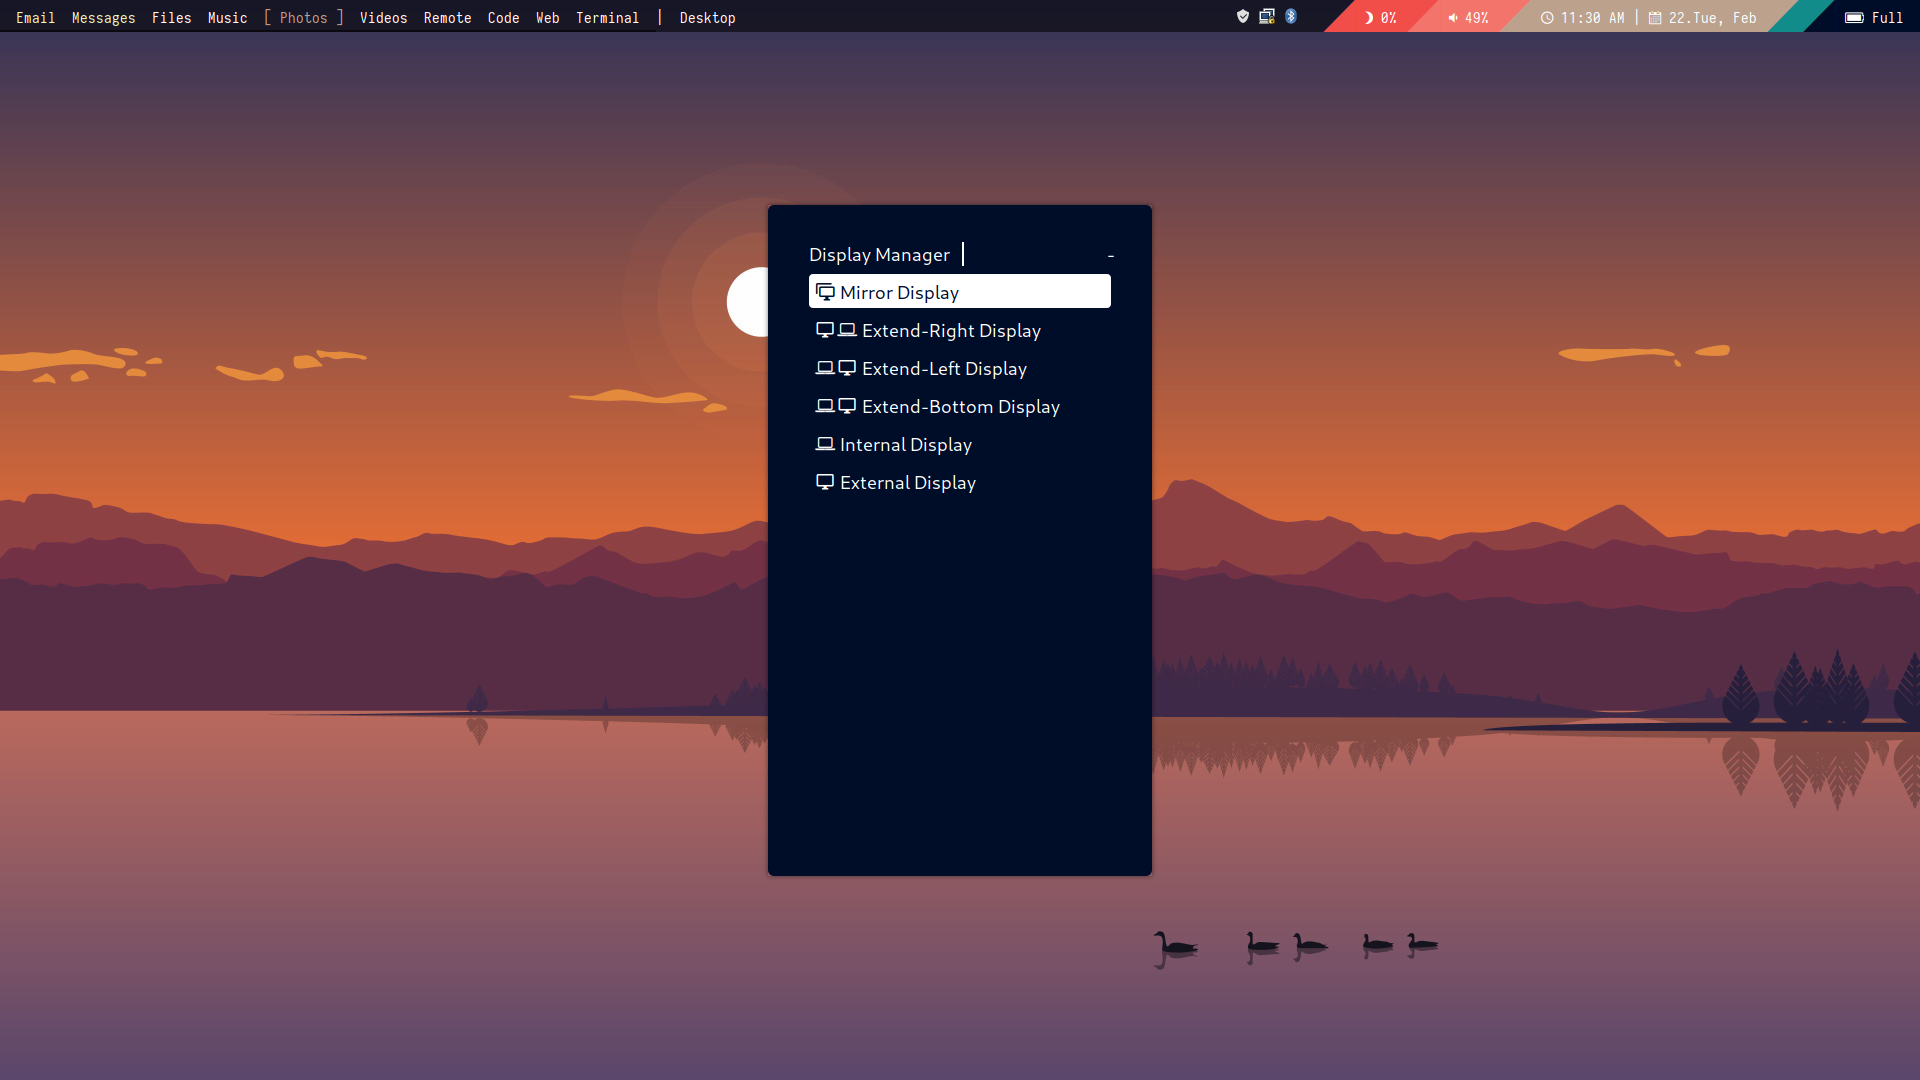 Email Messages Files Music [ Photos ] Videos Remote Code Web Terminal | Desktop 0% 49% 11:30 AM | 22.Tue, Feb Full
Display Manager -
Mirror Display
Extend-Right Display
Extend-Left Display
Extend-Bottom Display
Internal Display
External Display